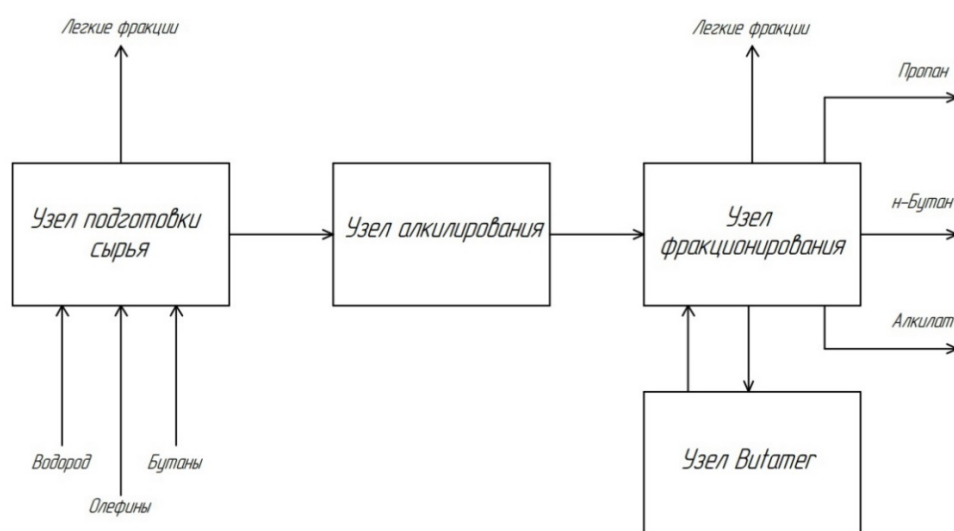 Легкие фракции
Легкие фракции
Пропан
Узел подготовки
сырья
Узел алкилирования
Узел
фракционирования
н-Бутан
Алкилат
Водород
Бутаны
Олефины
Узел Butamer